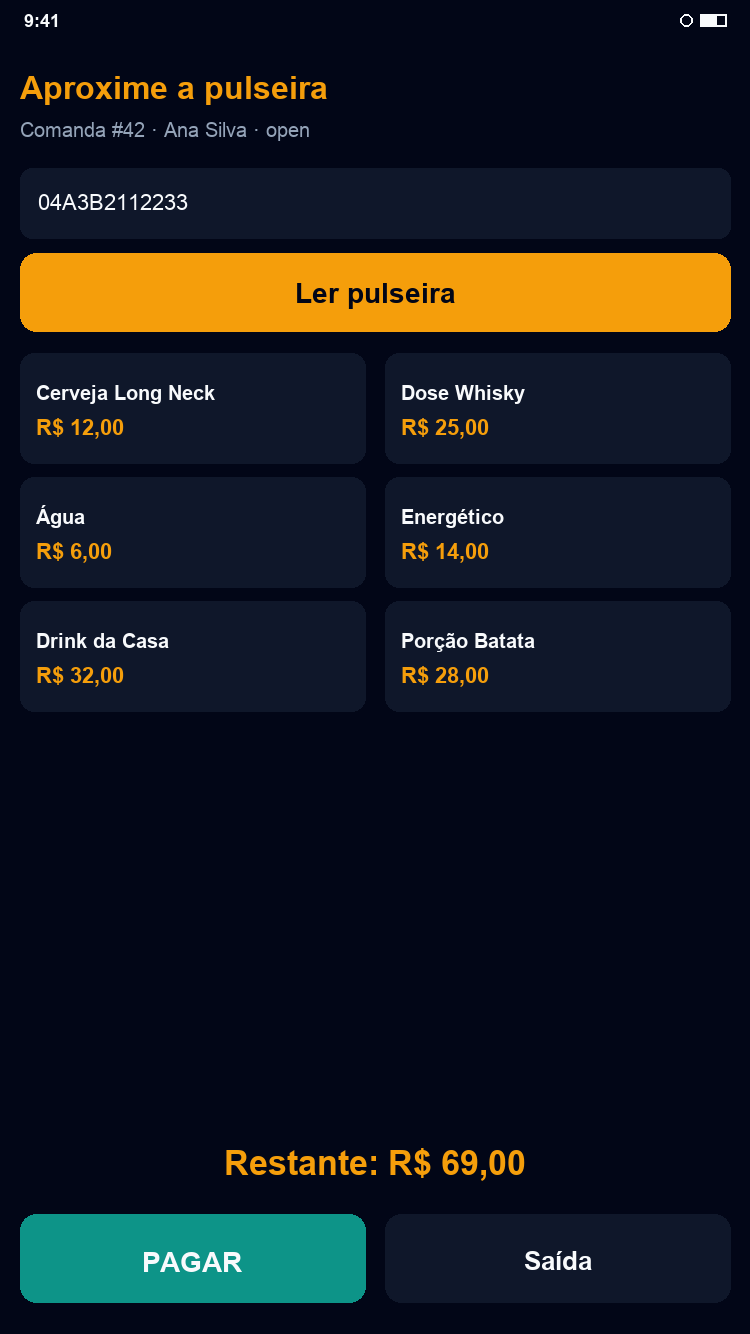 9:41
Aproxime a pulseira
Comanda #42 · Ana Silva · open
04A3B2112233
Ler pulseira
Cerveja Long Neck
R$ 12,00
Dose Whisky
R$ 25,00
Água
R$ 6,00
Energético
R$ 14,00
Drink da Casa
R$ 32,00
Porção Batata
R$ 28,00
Restante: R$ 69,00
PAGAR
Saída